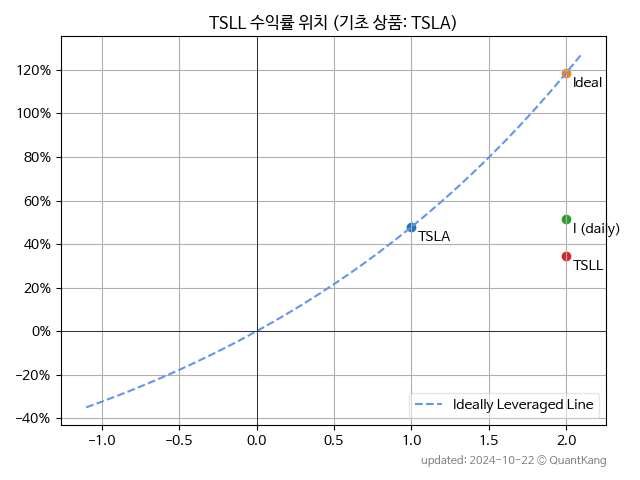 TSLL 수익률 위치 (기초 상품: TSLA)
120%
100%
80%
60%
40%
20%
0%
−20%
−40%
Ideal
I (daily)
TSLA
TSLL
Ideally Leveraged Line
−1.0 −0.5 0.0 0.5 1.0 1.5 2.0
updated: 2024-10-22 © QuantKang